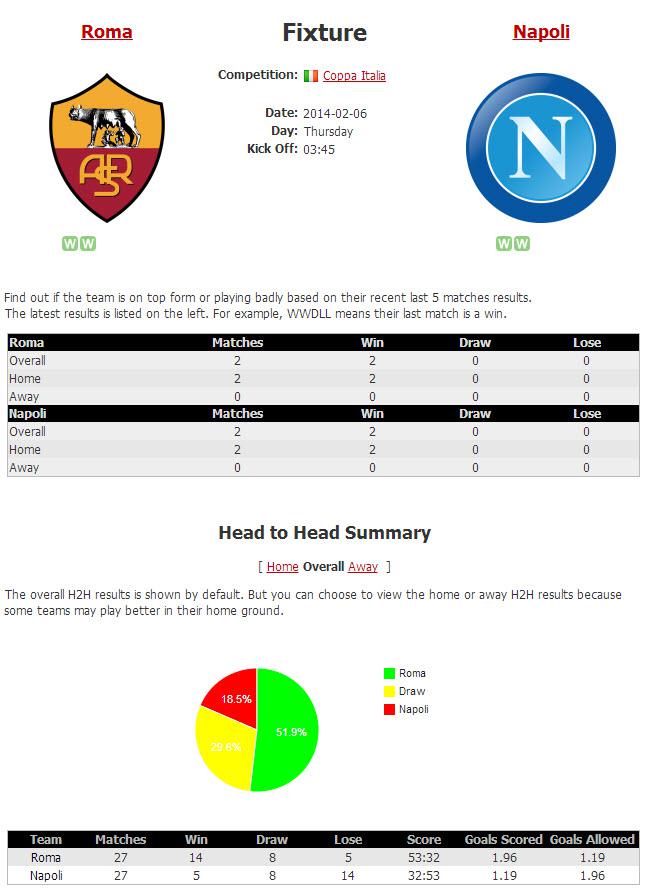 Roma Fixture Napoli
Competition: Coppa Italia
Date: 2014-02-06
Day: Thursday
Kick Off: 03:45
ASR
N
W W W W
Find out if the team is on top form or playing badly based on their recent last 5 matches results.
The latest results is listed on the left. For example, WWDLL means their last match is a win.
Roma Matches Win Draw Lose
Overall 2 2 0 0
Home 2 2 0 0
Away 0 0 0 0
Napoli Matches Win Draw Lose
Overall 2 2 0 0
Home 2 2 0 0
Away 0 0 0 0
Head to Head Summary
[ Home Overall Away ]
The overall H2H results is shown by default. But you can choose to view the home or away H2H results because
some teams may play better in their home ground.
Roma
Draw
Napoli
18.5%
51.9%
29.6%
Team Matches Win Draw Lose Score Goals Scored Goals Allowed
Roma 27 14 8 5 53:32 1.96 1.19
Napoli 27 5 8 14 32:53 1.19 1.96